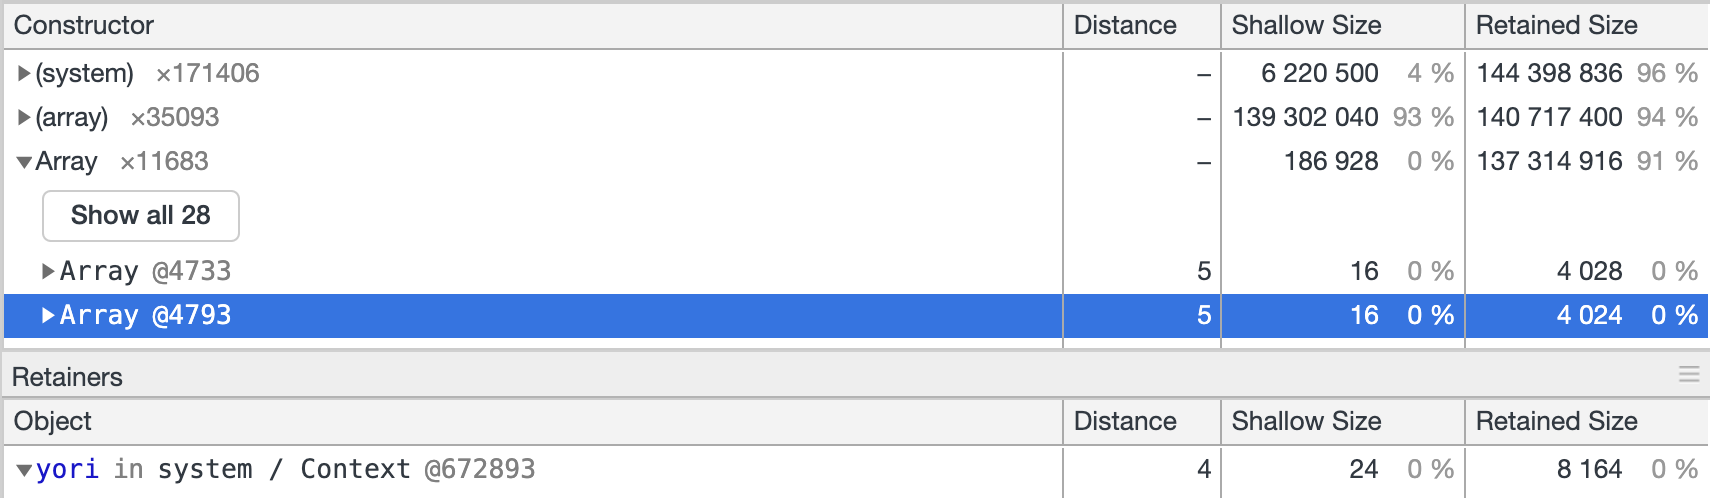 Constructor Distance Shallow Size Retained Size
(system) ×171406 – 6 220 500 4 % 144 398 836 96 %
(array) ×35093 – 139 302 040 93 % 140 717 400 94 %
Array ×11683 – 186 928 0 % 137 314 916 91 %
Show all 28
Array @4733 5 16 0 % 4 028 0 %
Array @4793 5 16 0 % 4 024 0 %
Retainers
Object Distance Shallow Size Retained Size
yori in system / Context @672893 4 24 0 % 8 164 0 %